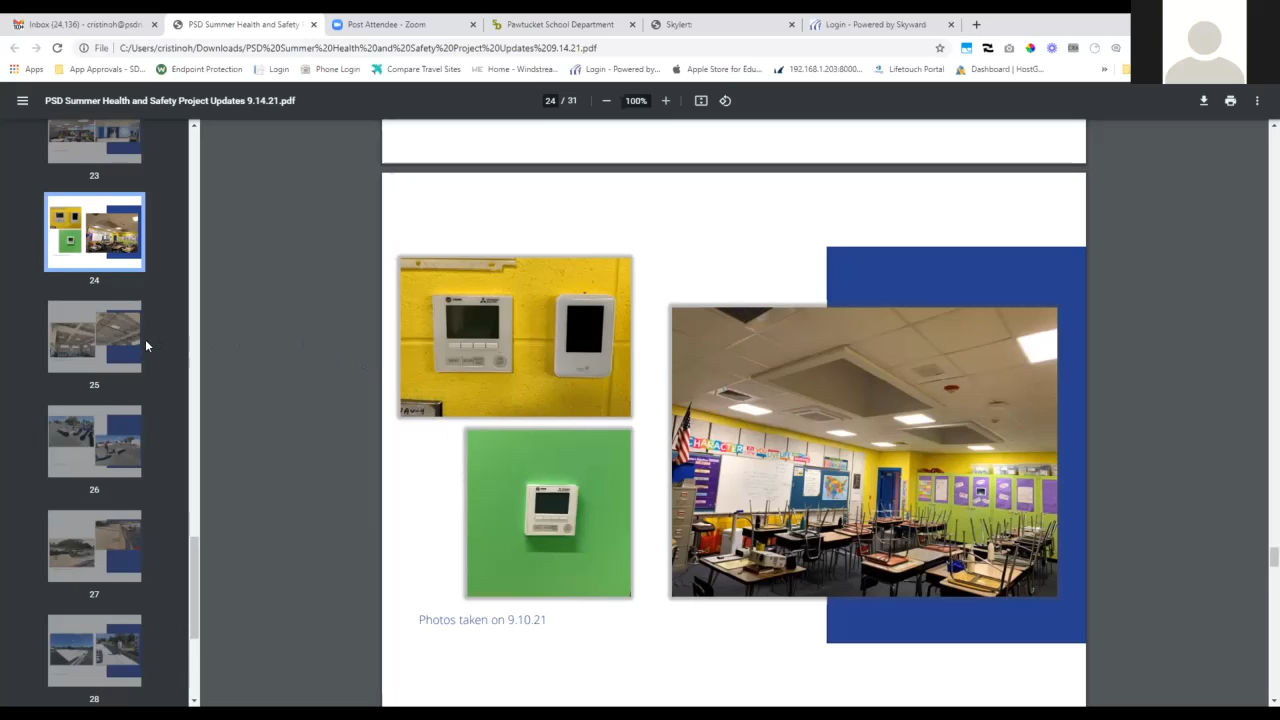 Inbox (24,136) - cristinoh@psdri
PSD Summer Health and Safety F
Post Attendee - Zoom
Pawtucket School Department
Skylert:
Login - Powered by Skyward
File
C:/Users/cristinoh/Downloads/PSD%20Summer%20Health%20and%20Safety%20Project%20Updates%209.14.21.pdf
Apps
App Approvals - SD...
Endpoint Protection
Login
Phone Login
Compare Travel Sites
Home - Windstrea...
Login - Powered by...
Apple Store for Edu...
192.168.1.203:8000...
Lifetouch Portal
Dashboard | HostG...
PSD Summer Health and Safety Project Updates 9.14.21.pdf
24 / 31
100%
23
24
25
26
27
28
CHARACTER
Photos taken on 9.10.21